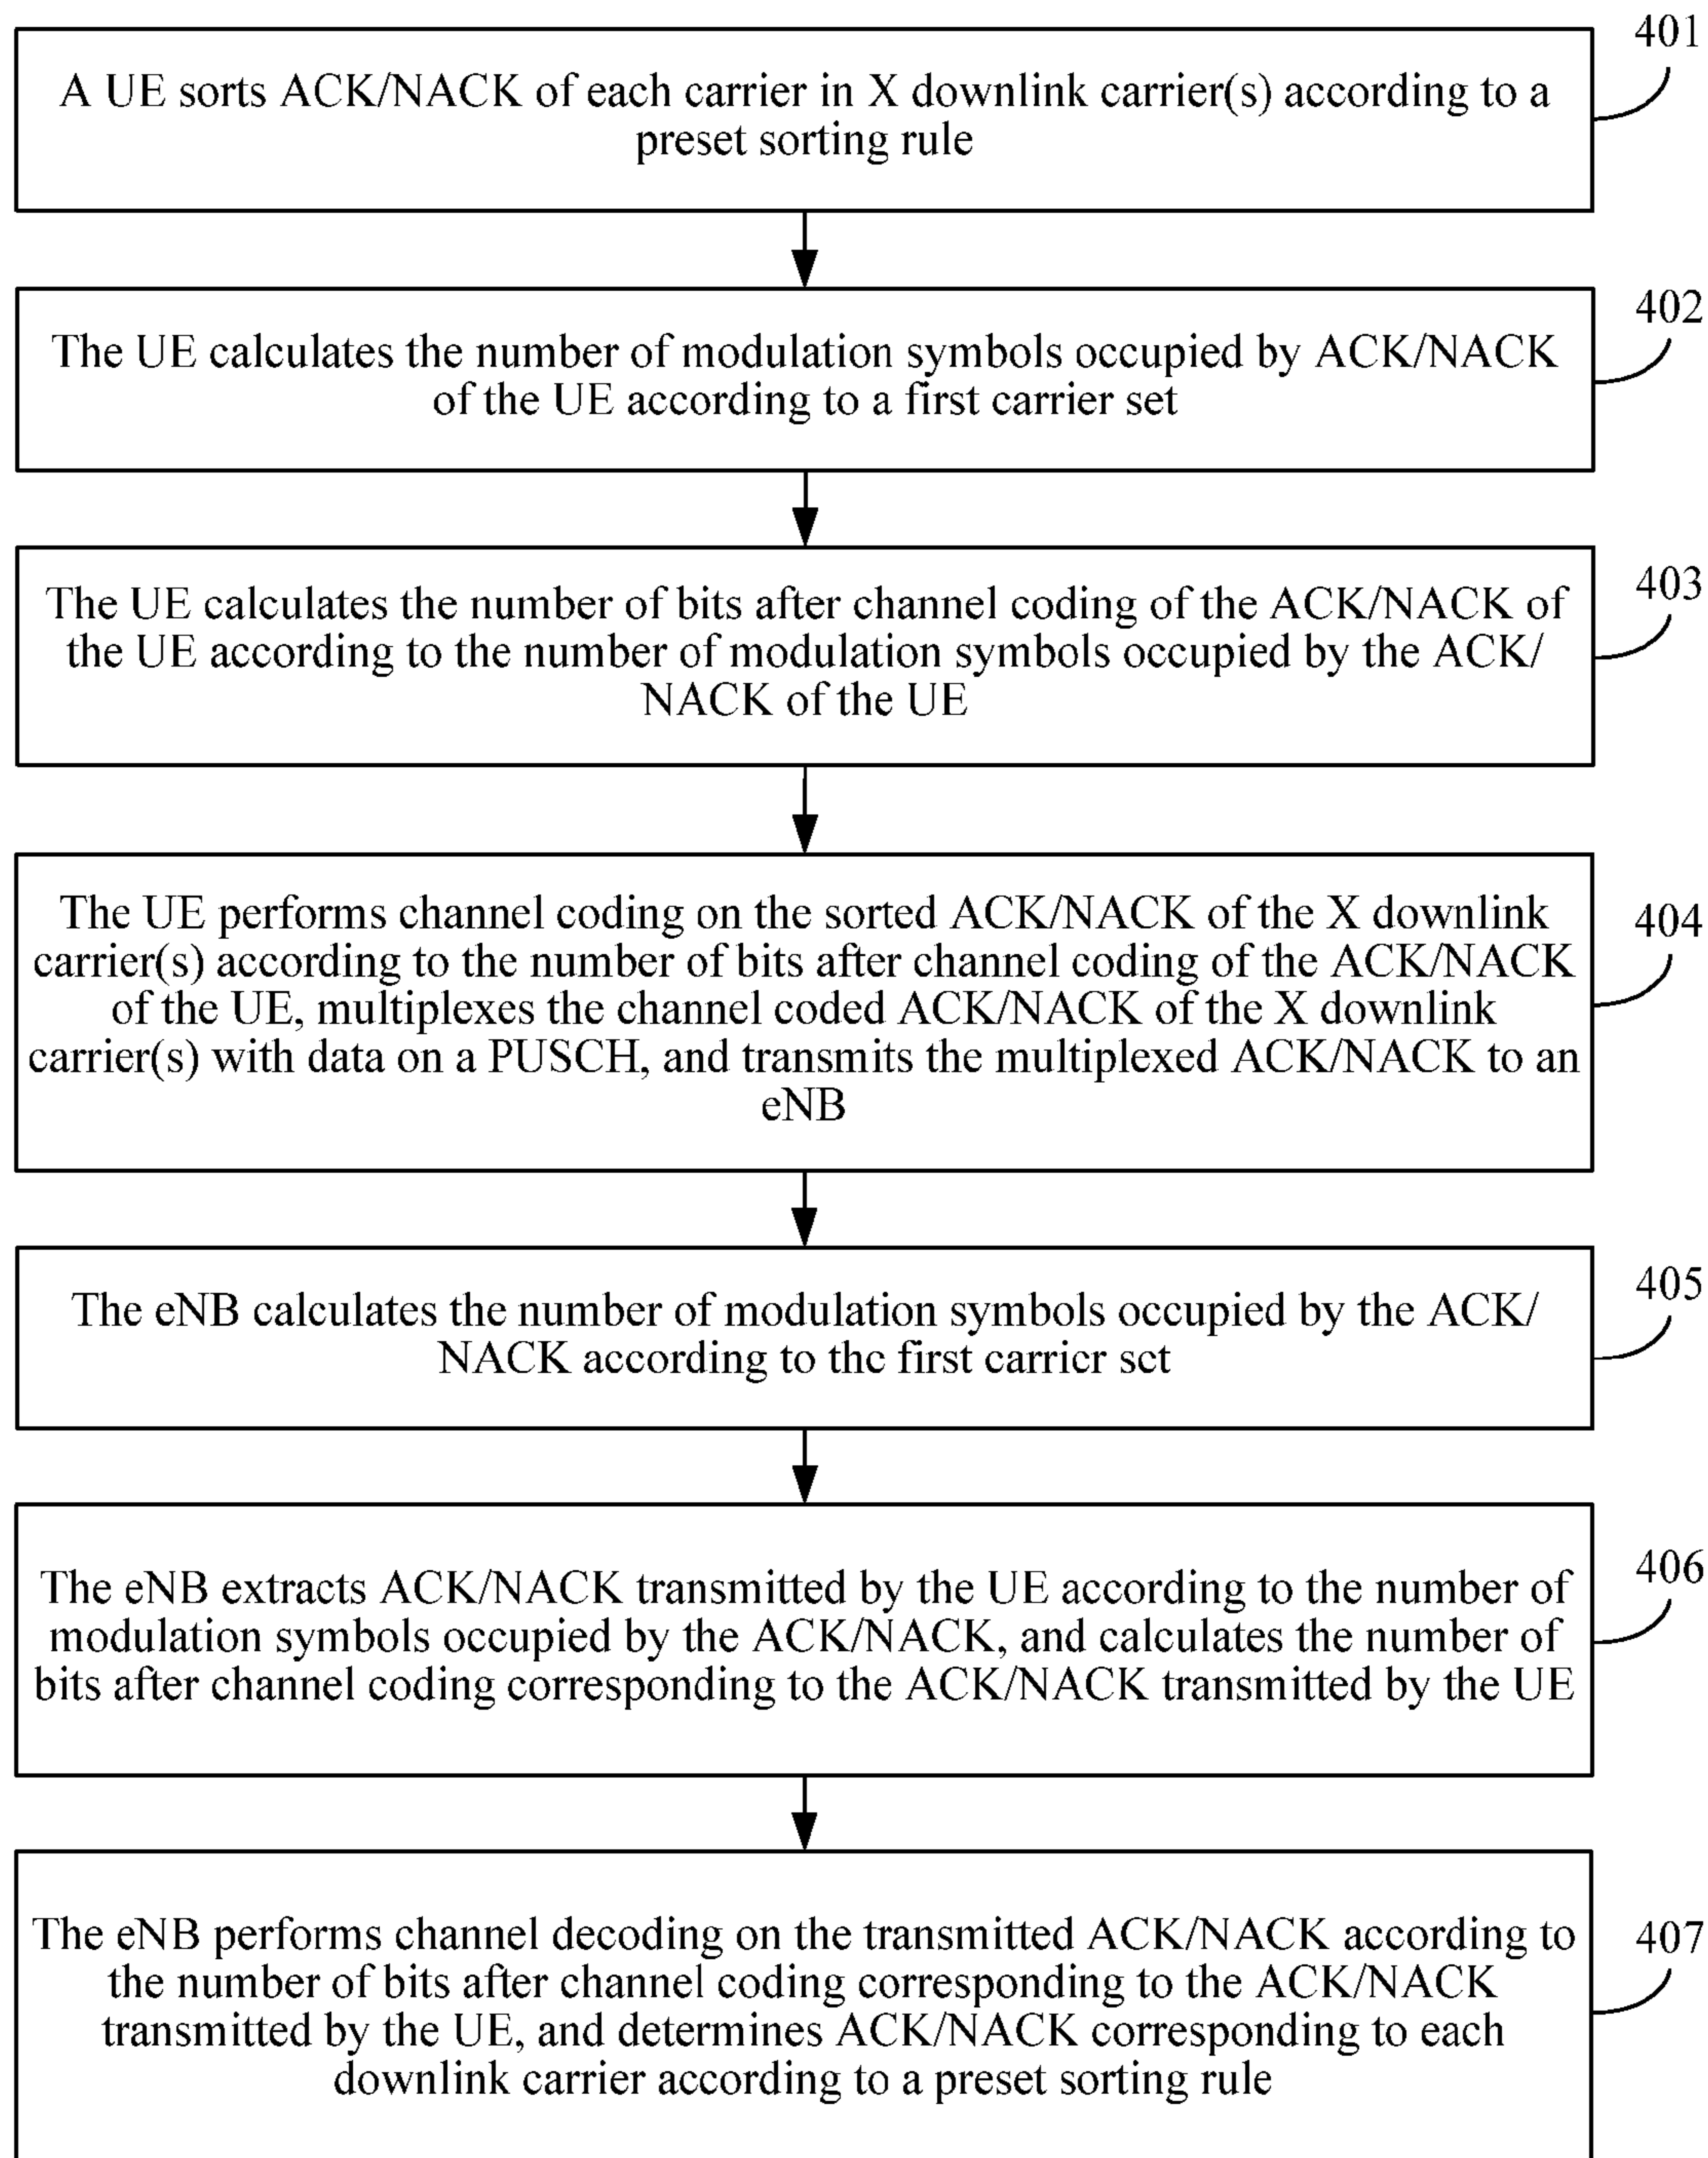 401
A UE sorts ACK/NACK of each carrier in X downlink carrier(s) according to a
preset sorting rule
402
The UE calculates the number of modulation symbols occupied by ACK/NACK
of the UE according to a first carrier set
403
The UE calculates the number of bits after channel coding of the ACK/NACK of
the UE according to the number of modulation symbols occupied by the ACK/
NACK of the UE
404
The UE performs channel coding on the sorted ACK/NACK of the X downlink
carrier(s) according to the number of bits after channel coding of the ACK/NACK
of the UE, multiplexes the channel coded ACK/NACK of the X downlink
carrier(s) with data on a PUSCH, and transmits the multiplexed ACK/NACK to an
eNB
405
The eNB calculates the number of modulation symbols occupied by the ACK/
NACK according to the first carrier set
406
The eNB extracts ACK/NACK transmitted by the UE according to the number of
modulation symbols occupied by the ACK/NACK, and calculates the number of
bits after channel coding corresponding to the ACK/NACK transmitted by the UE
407
The eNB performs channel decoding on the transmitted ACK/NACK according to
the number of bits after channel coding corresponding to the ACK/NACK
transmitted by the UE, and determines ACK/NACK corresponding to each
downlink carrier according to a preset sorting rule